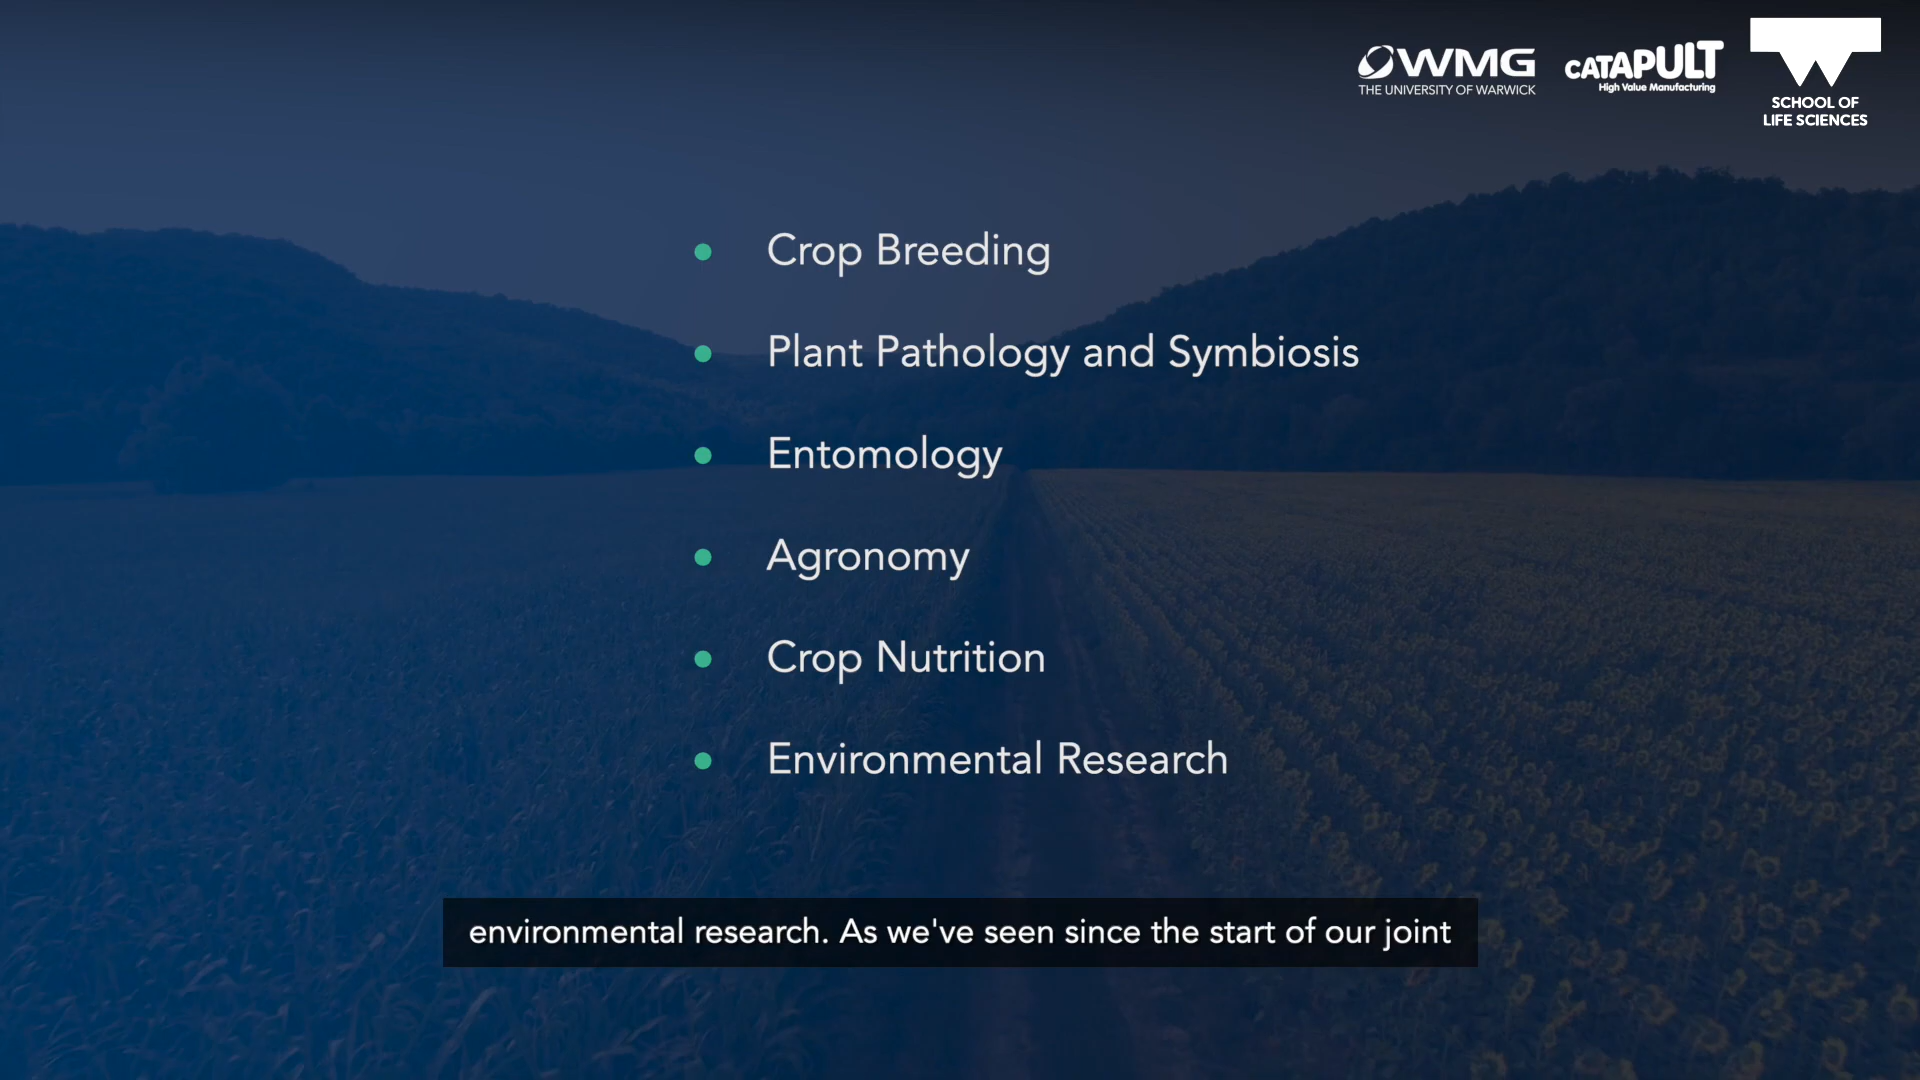 WMG
THE UNIVERSITY OF WARWICK
CATAPULT
High Value Manufacturing
SCHOOL OF
LIFE SCIENCES
• Crop Breeding
• Plant Pathology and Symbiosis
• Entomology
• Agronomy
• Crop Nutrition
• Environmental Research
environmental research. As we've seen since the start of our joint